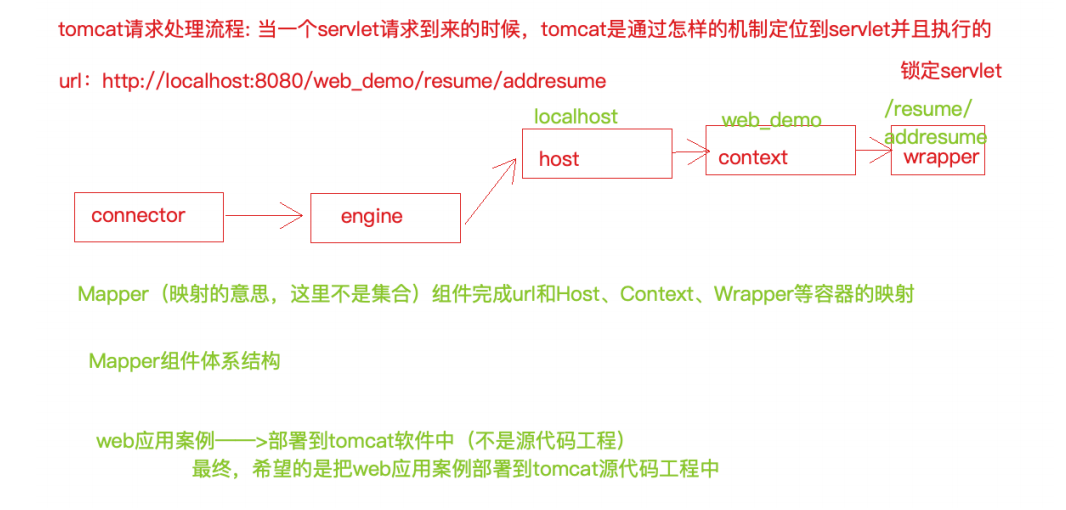 tomcat请求处理流程: 当一个servlet请求到来的时候，tomcat是通过怎样的机制定位到servlet并且执行的
url：http://localhost:8080/web_demo/resume/addresume
锁定servlet
localhost
web_demo
/resume/
addresume
host
context
wrapper
connector
engine
Mapper（映射的意思，这里不是集合）组件完成url和Host、Context、Wrapper等容器的映射
Mapper组件体系结构
web应用案例——>部署到tomcat软件中（不是源代码工程）
最终，希望的是把web应用案例部署到tomcat源代码工程中